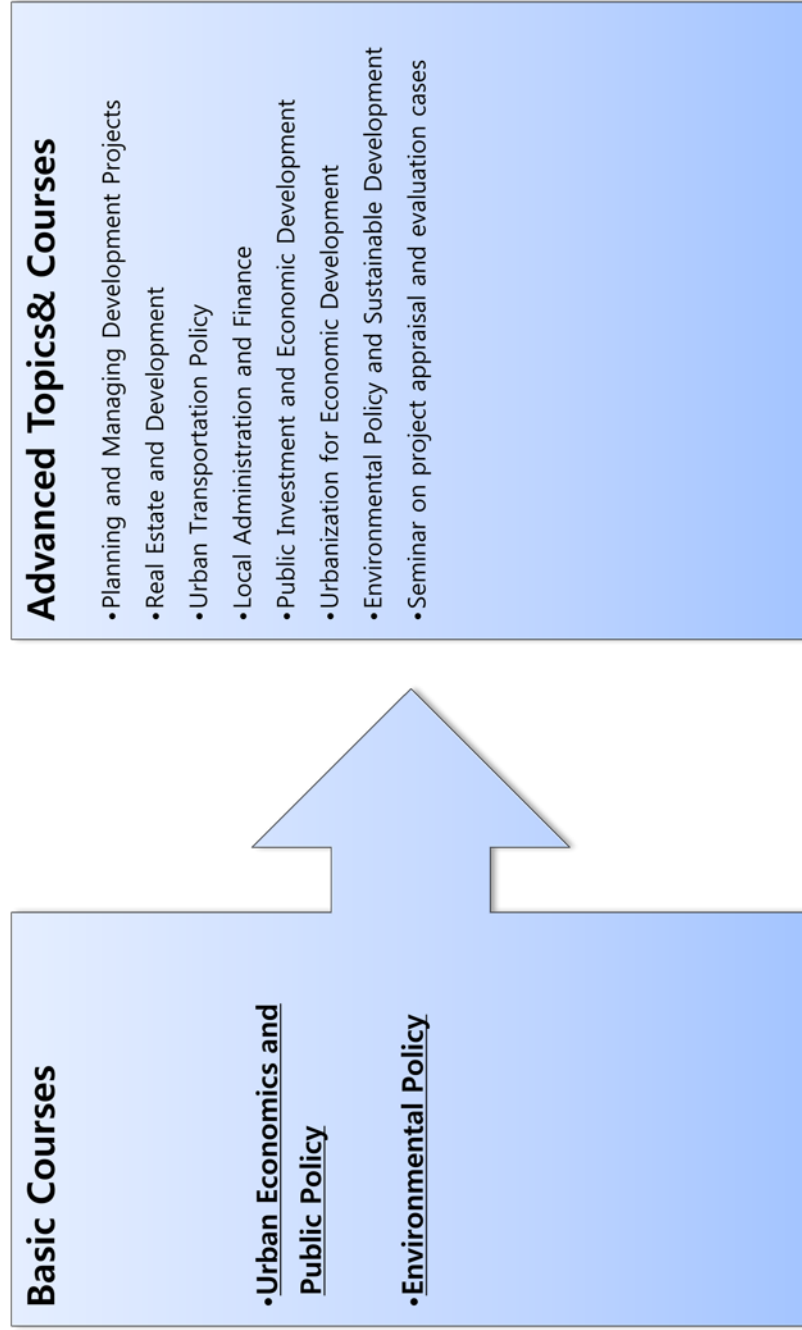 Basic Courses
•Urban Economics and
Public Policy
•Environmental Policy
Advanced Topics& Courses
•Planning and Managing Development Projects
•Real Estate and Development
•Urban Transportation Policy
•Local Administration and Finance
•Public Investment and Economic Development
•Urbanization for Economic Development
•Environmental Policy and Sustainable Development
•Seminar on project appraisal and evaluation cases